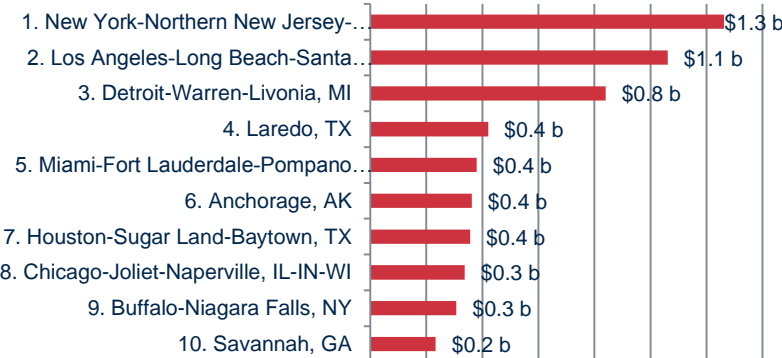 1. New York-Northern New Jersey-... $1.3 b
2. Los Angeles-Long Beach-Santa... $1.1 b
3. Detroit-Warren-Livonia, MI $0.8 b
4. Laredo, TX $0.4 b
5. Miami-Fort Lauderdale-Pompano... $0.4 b
6. Anchorage, AK $0.4 b
7. Houston-Sugar Land-Baytown, TX $0.4 b
8. Chicago-Joliet-Naperville, IL-IN-WI $0.3 b
9. Buffalo-Niagara Falls, NY $0.3 b
10. Savannah, GA $0.2 b